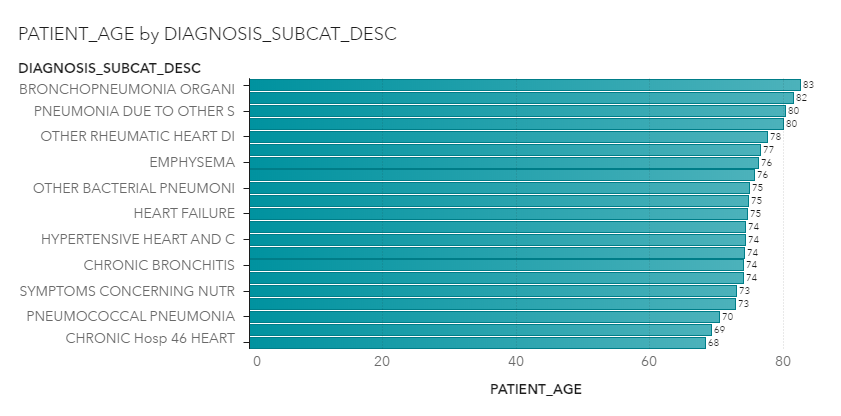 PATIENT_AGE by DIAGNOSIS_SUBCAT_DESC
DIAGNOSIS_SUBCAT_DESC
BRONCHOPNEUMONIA ORGANI 83
82
PNEUMONIA DUE TO OTHER S 80
80
OTHER RHEUMATIC HEART DI 78
77
EMPHYSEMA 76
76
OTHER BACTERIAL PNEUMONI 75
75
HEART FAILURE 75
74
HYPERTENSIVE HEART AND C 74
74
CHRONIC BRONCHITIS 74
74
SYMPTOMS CONCERNING NUTR 73
73
PNEUMOCOCCAL PNEUMONIA 70
69
CHRONIC Hosp 46 HEART 68
0 20 40 60 80
PATIENT_AGE